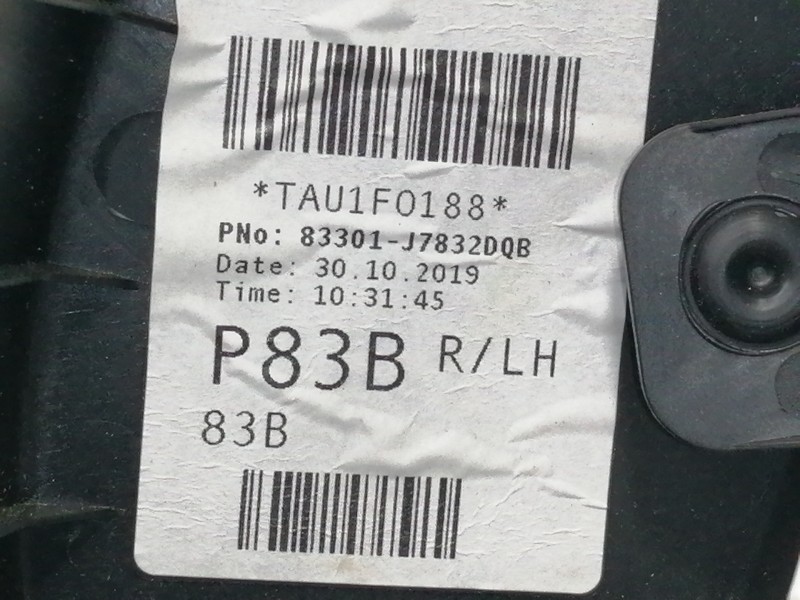 *TAU1F0188*
PNo: 83301-J7832DQB
Date: 30.10.2019
Time: 10:31:45
P83B R/LH
83B